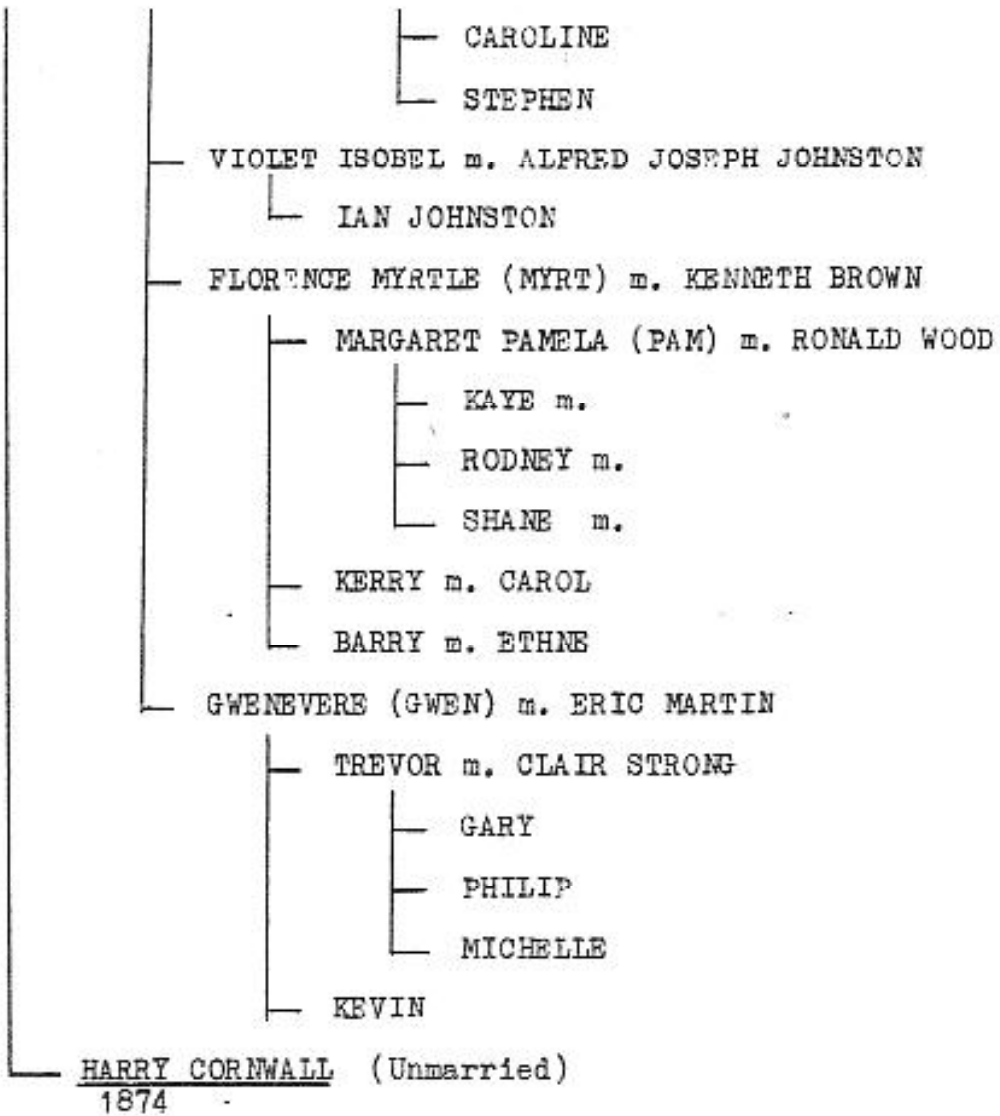 CAROLINE
STEPHEN
VIOLET ISOBEL m. ALFRED JOSEPH JOHNSTON
IAN JOHNSTON
FLORENCE MYRTLE (MYRT) m. KENNETH BROWN
MARGARET PAMELA (PAM) m. RONALD WOOD
KAYE m.
RODNEY m.
SHANE m.
KERRY m. CAROL
BARRY m. ETHNE
GWENEVERE (GWEN) m. ERIC MARTIN
TREVOR m. CLAIR STRONG
GARY
PHILIP
MICHELLE
KEVIN
HARRY CORNWALL (Unmarried)
1874 -